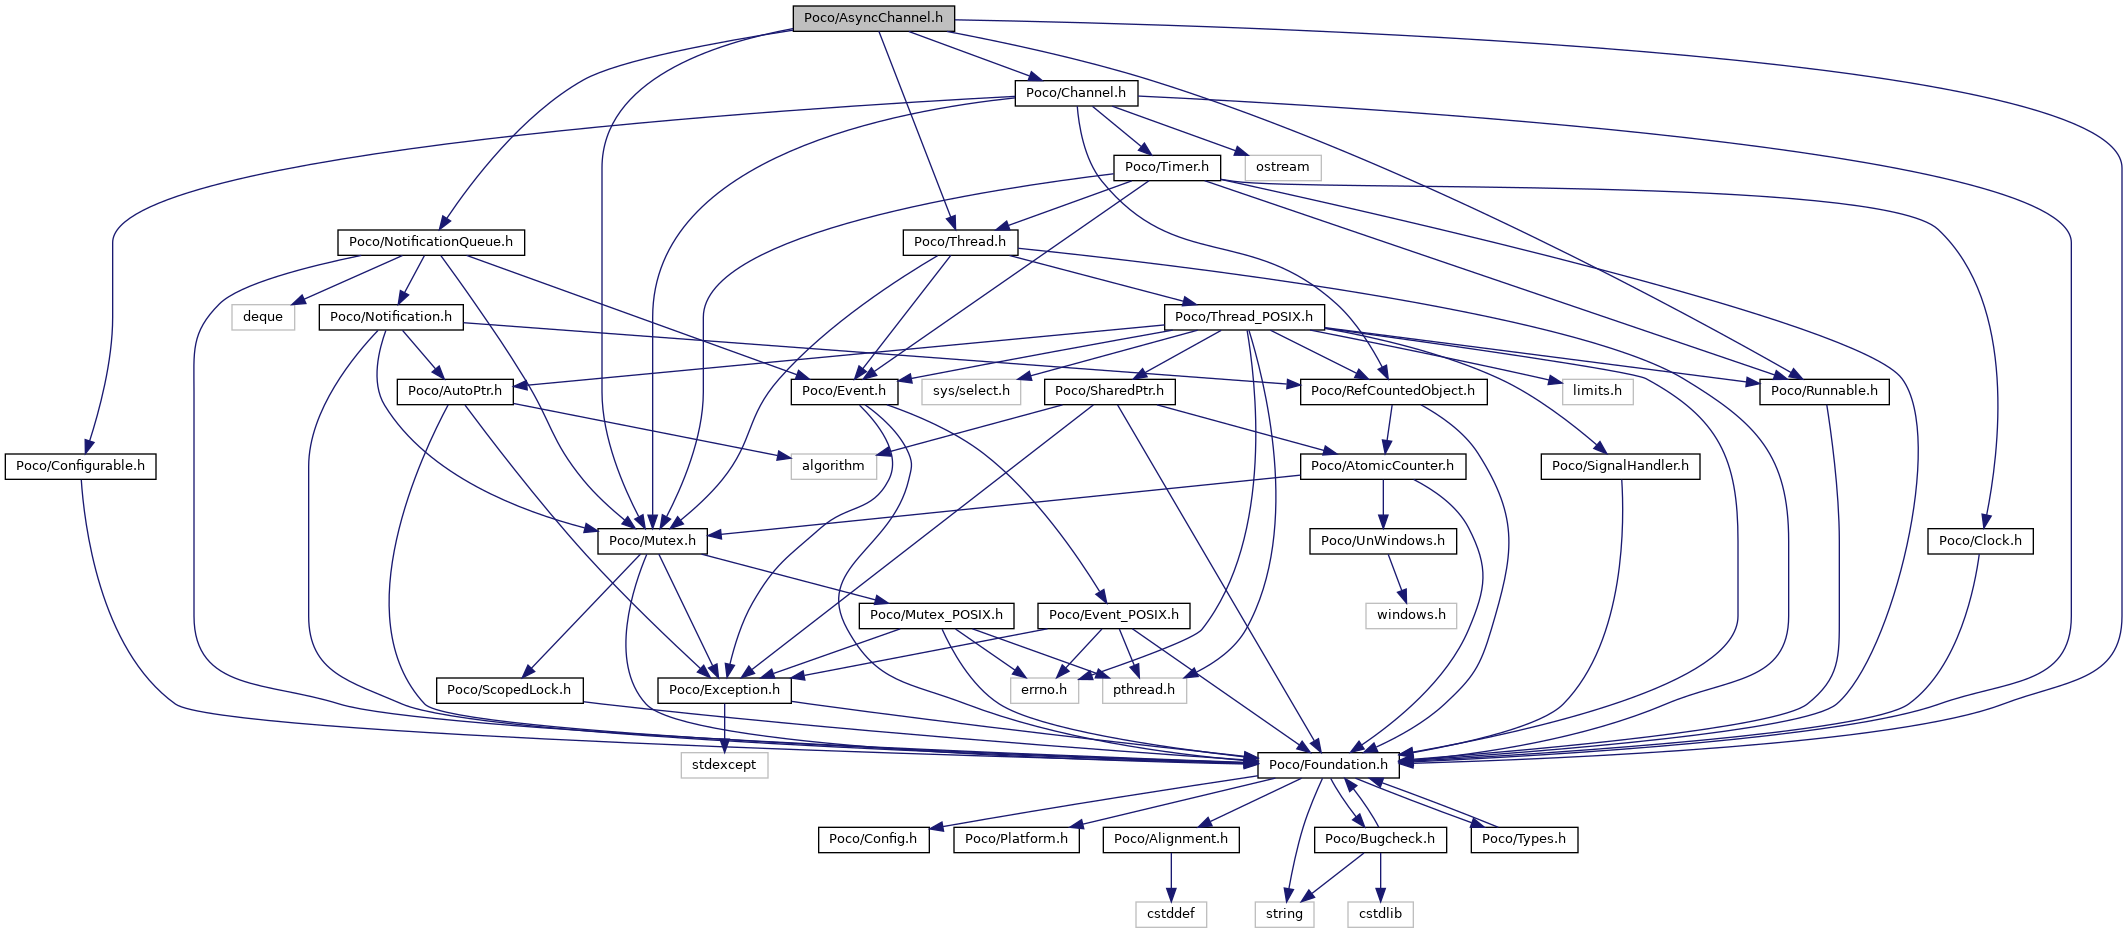 Poco/AsyncChannel.h
Poco/Channel.h
Poco/Timer.h
ostream
Poco/NotificationQueue.h
Poco/Thread.h
deque
Poco/Notification.h
Poco/Thread_POSIX.h
Poco/AutoPtr.h
Poco/Event.h
sys/select.h
Poco/SharedPtr.h
Poco/RefCountedObject.h
limits.h
Poco/Runnable.h
Poco/Configurable.h
algorithm
Poco/AtomicCounter.h
Poco/SignalHandler.h
Poco/Mutex.h
Poco/UnWindows.h
Poco/Clock.h
Poco/Mutex_POSIX.h
Poco/Event_POSIX.h
windows.h
Poco/ScopedLock.h
Poco/Exception.h
errno.h
pthread.h
stdexcept
Poco/Foundation.h
Poco/Config.h
Poco/Platform.h
Poco/Alignment.h
Poco/Bugcheck.h
Poco/Types.h
cstddef
string
cstdlib